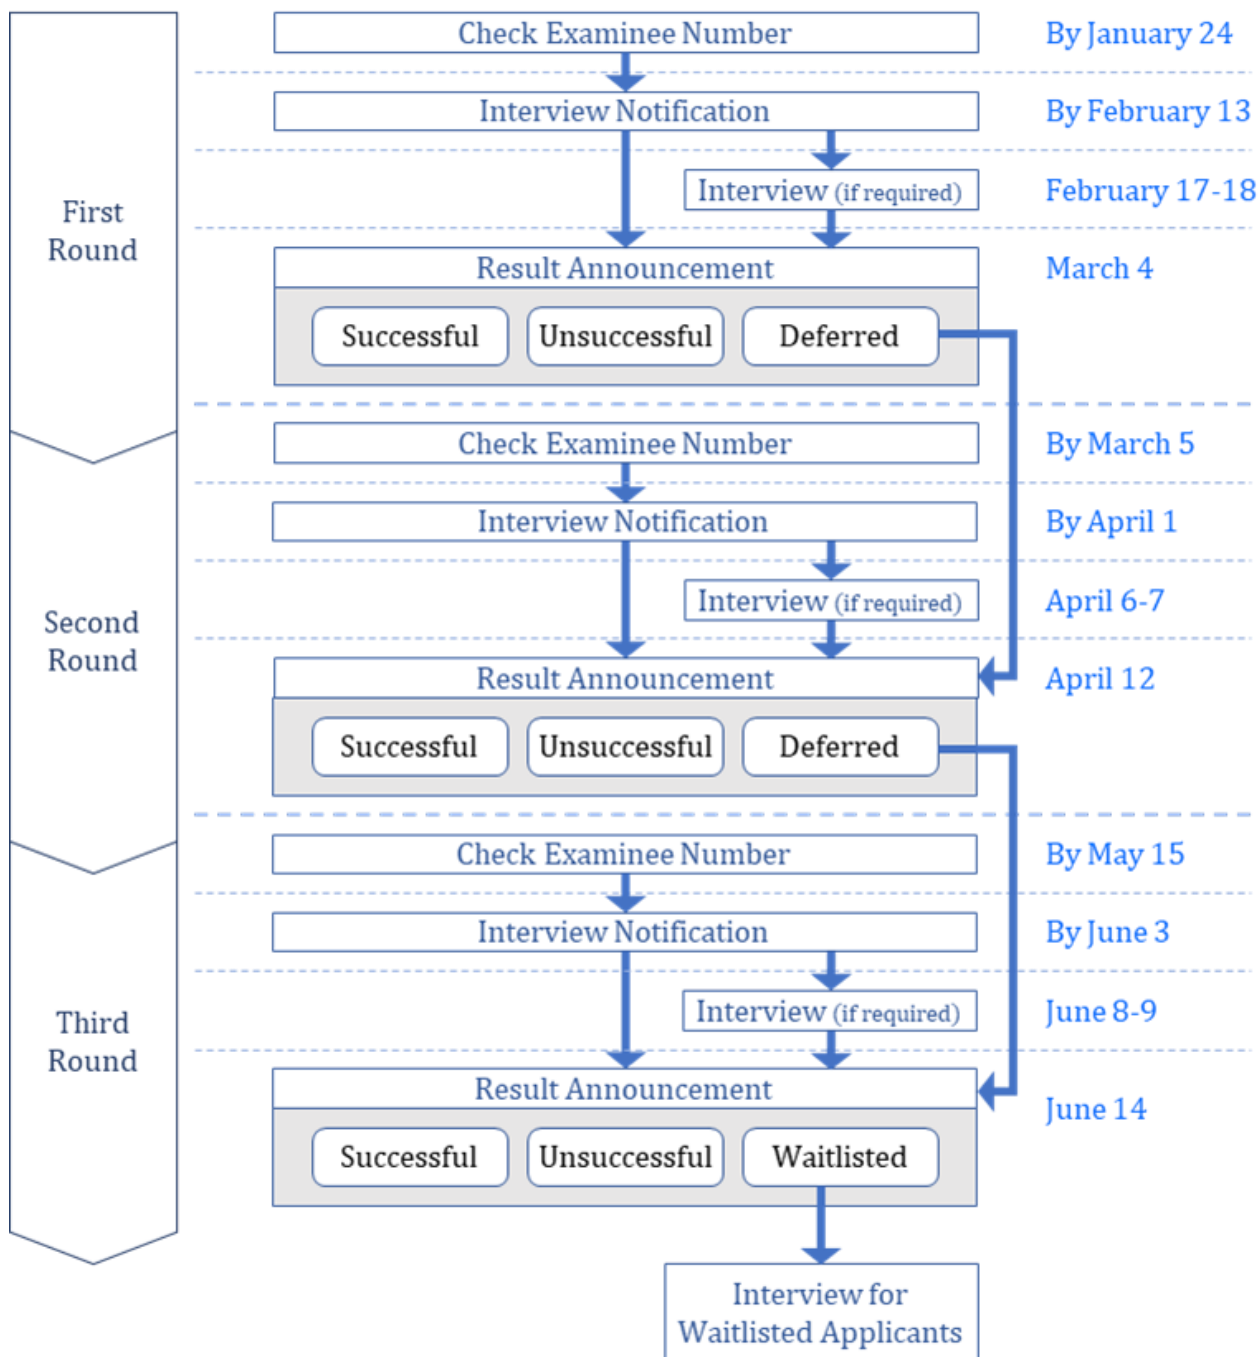 Check Examinee Number
By January 24
Interview Notification
By February 13
Interview (if required)
February 17-18
First
Round
Result Announcement
March 4
Successful
Unsuccessful
Deferred
Check Examinee Number
By March 5
Interview Notification
By April 1
Interview (if required)
April 6-7
Second
Round
Result Announcement
April 12
Successful
Unsuccessful
Deferred
Check Examinee Number
By May 15
Interview Notification
By June 3
Interview (if required)
June 8-9
Third
Round
Result Announcement
June 14
Successful
Unsuccessful
Waitlisted
Interview for
Waitlisted Applicants